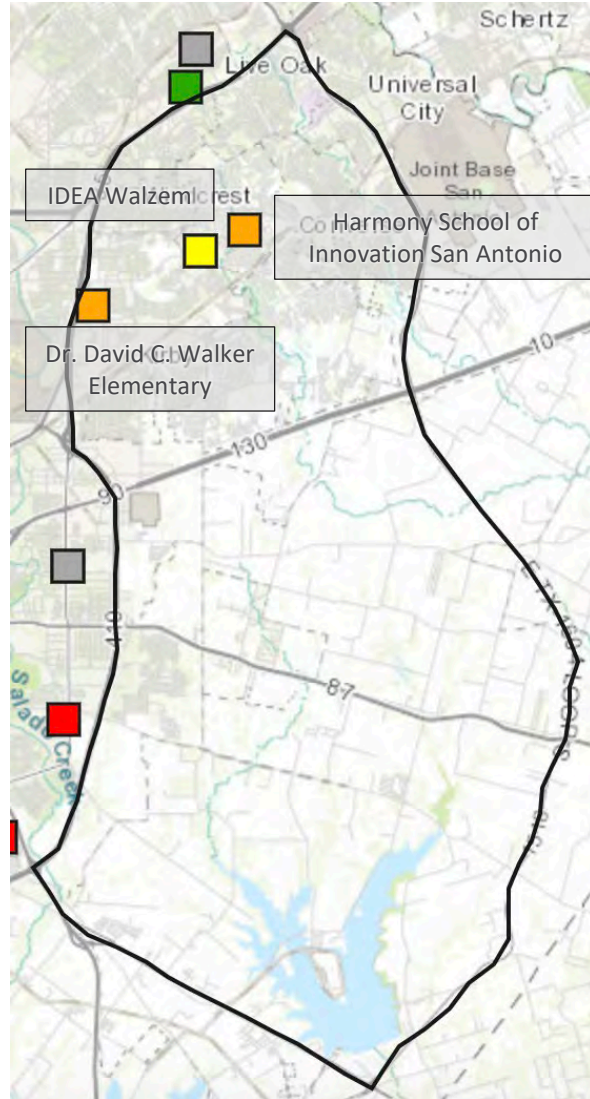 Schertz
Live Oak
Universal
City
Joint Base
San
IDEA Walzem
Harmony School of
Innovation San Antonio
Dr. David C. Walker
Elementary
10
130
90
410
87
Salado Creek
1516